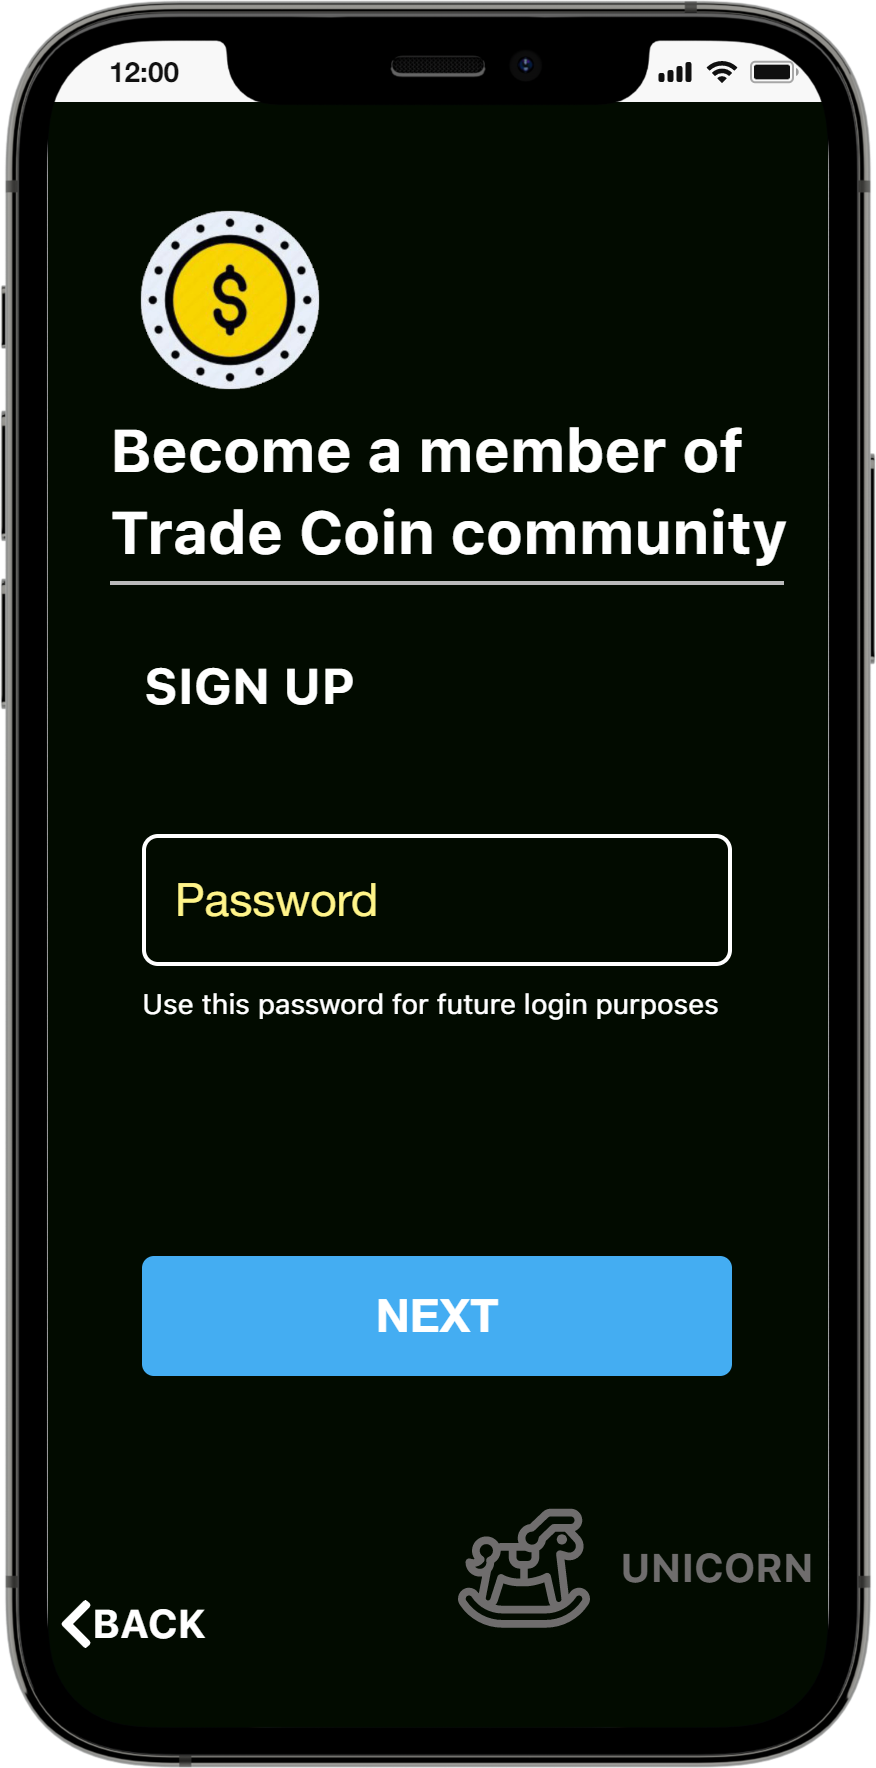 12:00
$
Become a member of
Trade Coin community
SIGN UP
Password
Use this password for future login purposes
NEXT
UNICORN
BACK